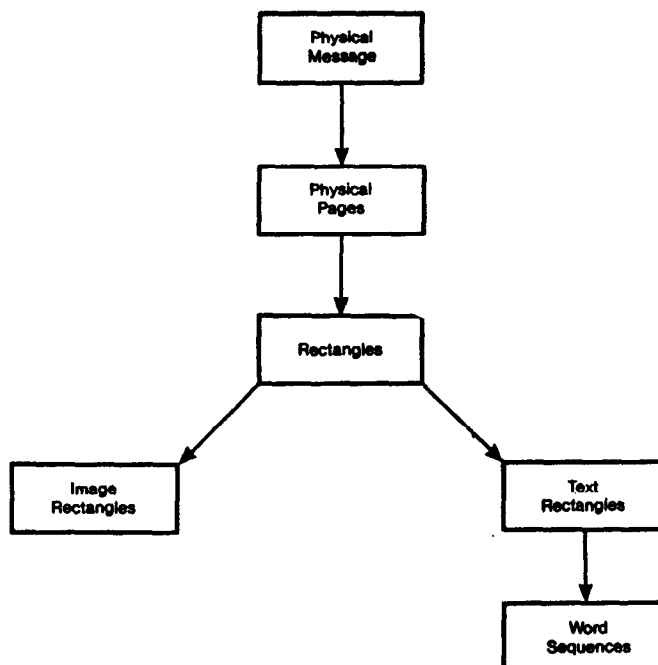 Physical
Message
Physical
Pages
Rectangles
Image
Rectangles
Text
Rectangles
Word
Sequences